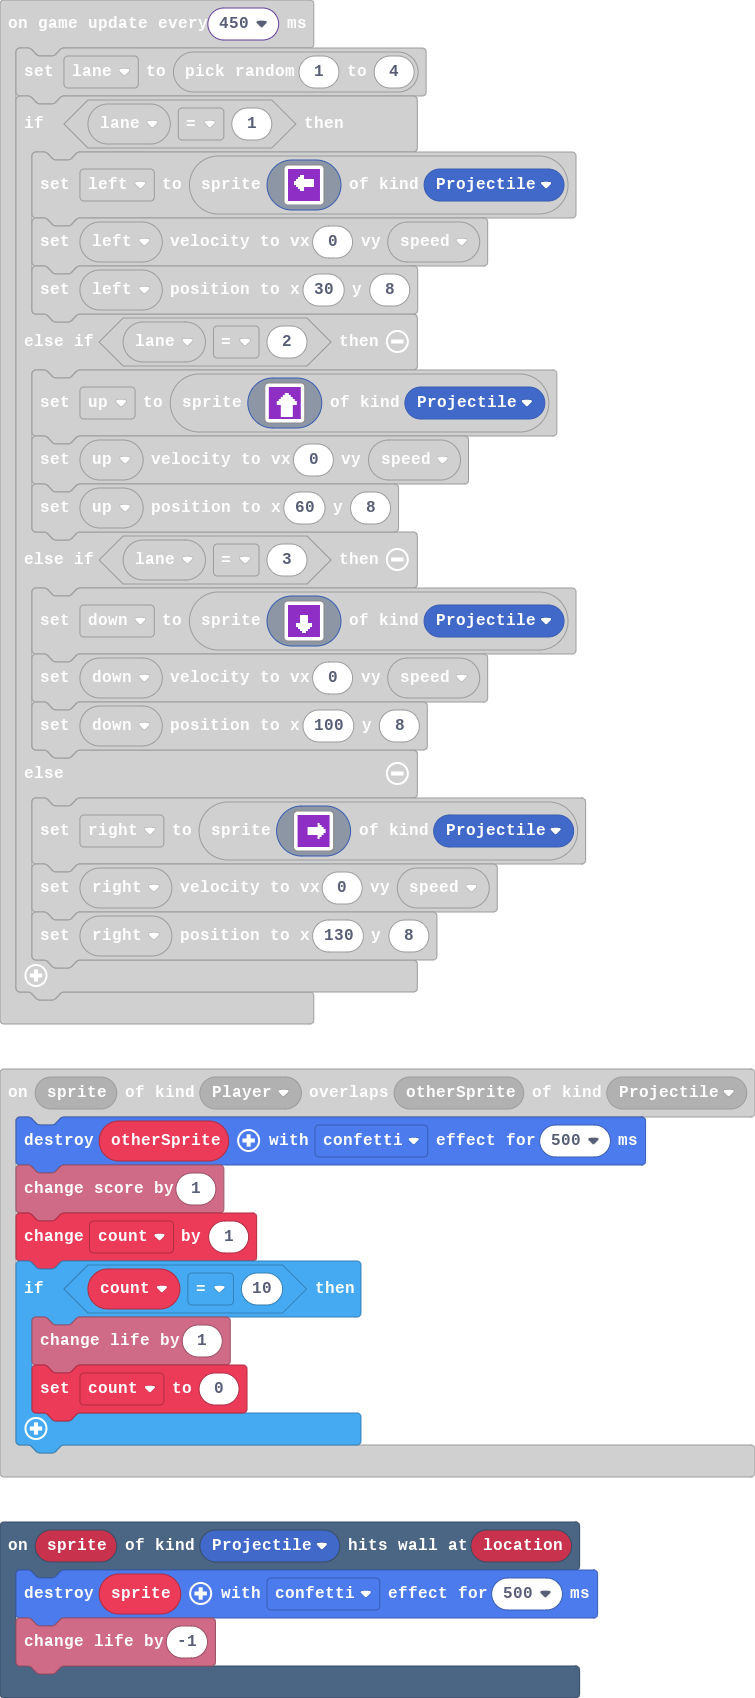 on game update every 450 ms
set lane to pick random 1 to 4
if lane = 1 then
set left to sprite of kind Projectile
set left velocity to vx 0 vy speed
set left position to x 30 y 8
else if lane = 2 then
set up to sprite of kind Projectile
set up velocity to vx 0 vy speed
set up position to x 60 y 8
else if lane = 3 then
set down to sprite of kind Projectile
set down velocity to vx 0 vy speed
set down position to x 100 y 8
else
set right to sprite of kind Projectile
set right velocity to vx 0 vy speed
set right position to x 130 y 8
on sprite of kind Player overlaps otherSprite of kind Projectile
destroy otherSprite with confetti effect for 500 ms
change score by 1
change count by 1
if count = 10 then
change life by 1
set count to 0
on sprite of kind Projectile hits wall at location
destroy sprite with confetti effect for 500 ms
change life by -1